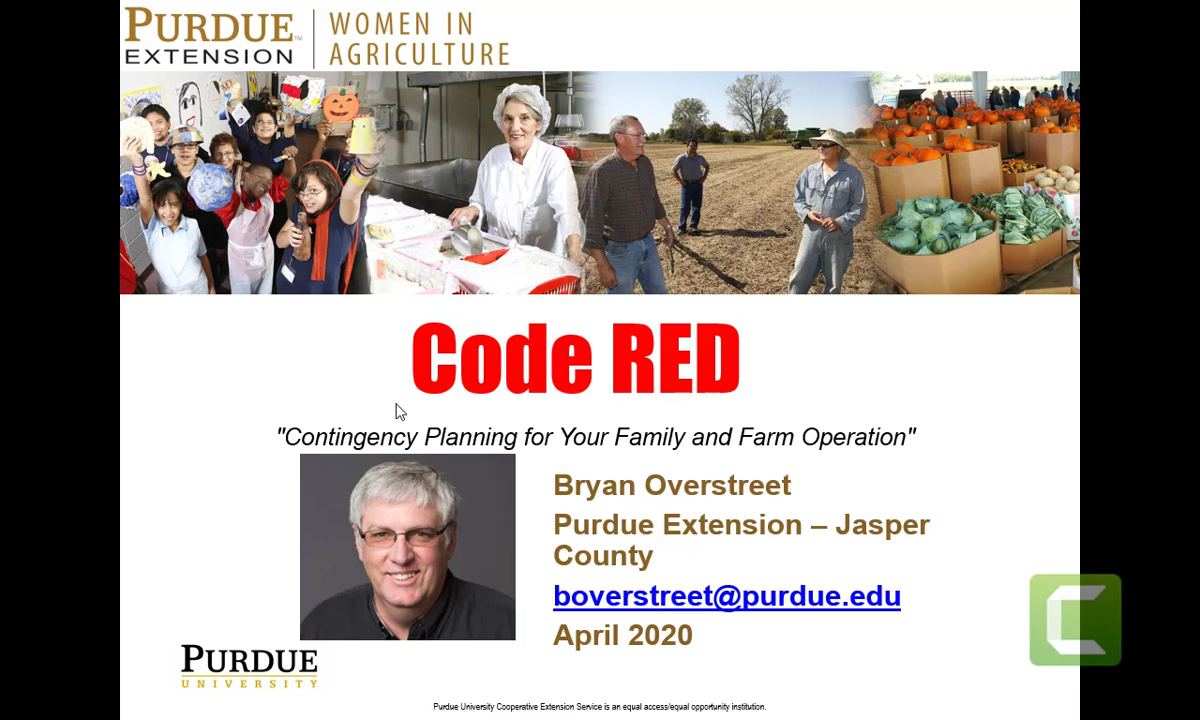 PURDUE™
EXTENSION
WOMEN IN
AGRICULTURE
Code RED
"Contingency Planning for Your Family and Farm Operation"
Bryan Overstreet
Purdue Extension – Jasper
County
boverstreet@purdue.edu
April 2020
PURDUE
UNIVERSITY
Purdue University Cooperative Extension Service is an equal access/equal opportunity institution.